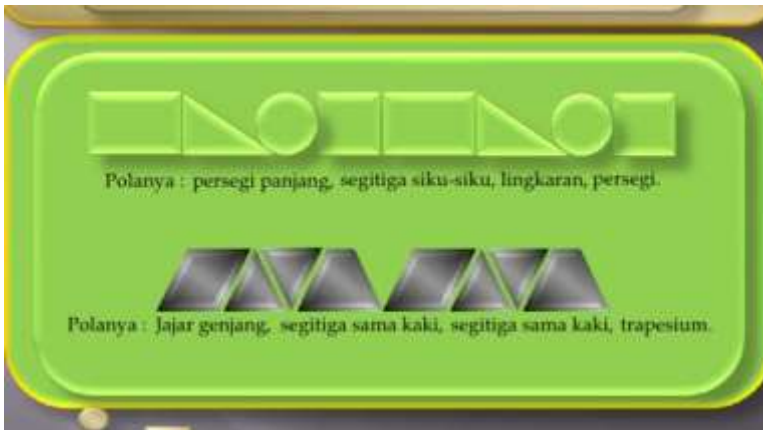 Polanya : persegi panjang, segitiga siku-siku, lingkaran, persegi.
Polanya : Jajar genjang, segitiga sama kaki, segitiga sama kaki, trapesium.